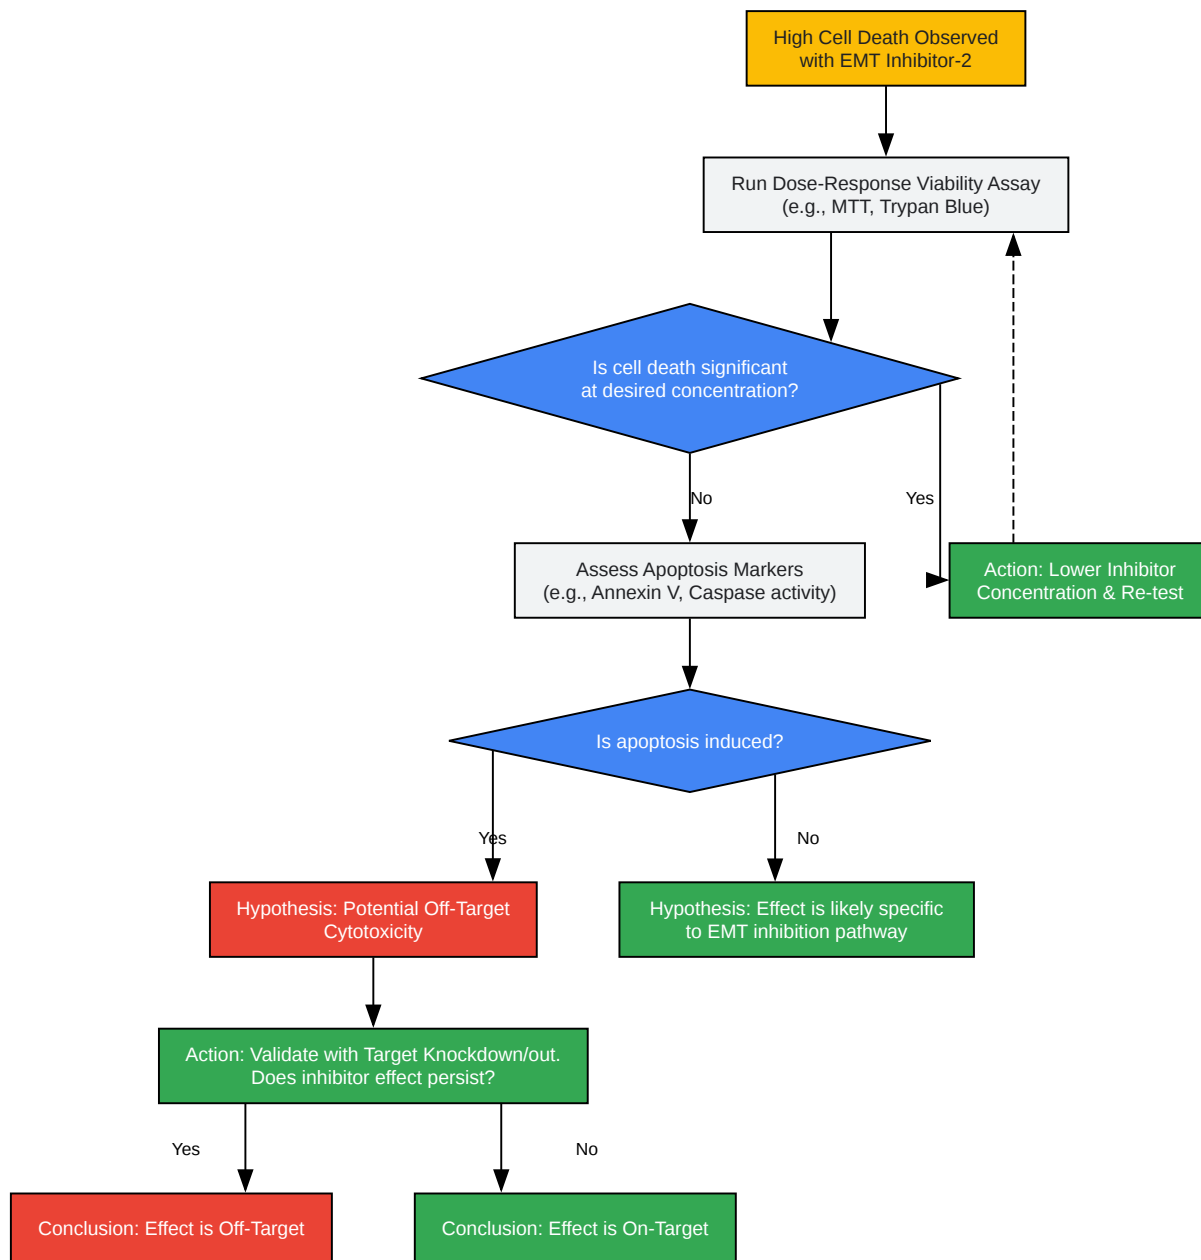 High Cell Death Observed
with EMT Inhibitor-2
Run Dose-Response Viability Assay
(e.g., MTT, Trypan Blue)
Is cell death significant
at desired concentration?
No
Yes
Assess Apoptosis Markers
(e.g., Annexin V, Caspase activity)
Action: Lower Inhibitor
Concentration & Re-test
Is apoptosis induced?
Yes
No
Hypothesis: Potential Off-Target
Cytotoxicity
Hypothesis: Effect is likely specific
to EMT inhibition pathway
Action: Validate with Target Knockdown/out.
Does inhibitor effect persist?
Yes
No
Conclusion: Effect is Off-Target
Conclusion: Effect is On-Target